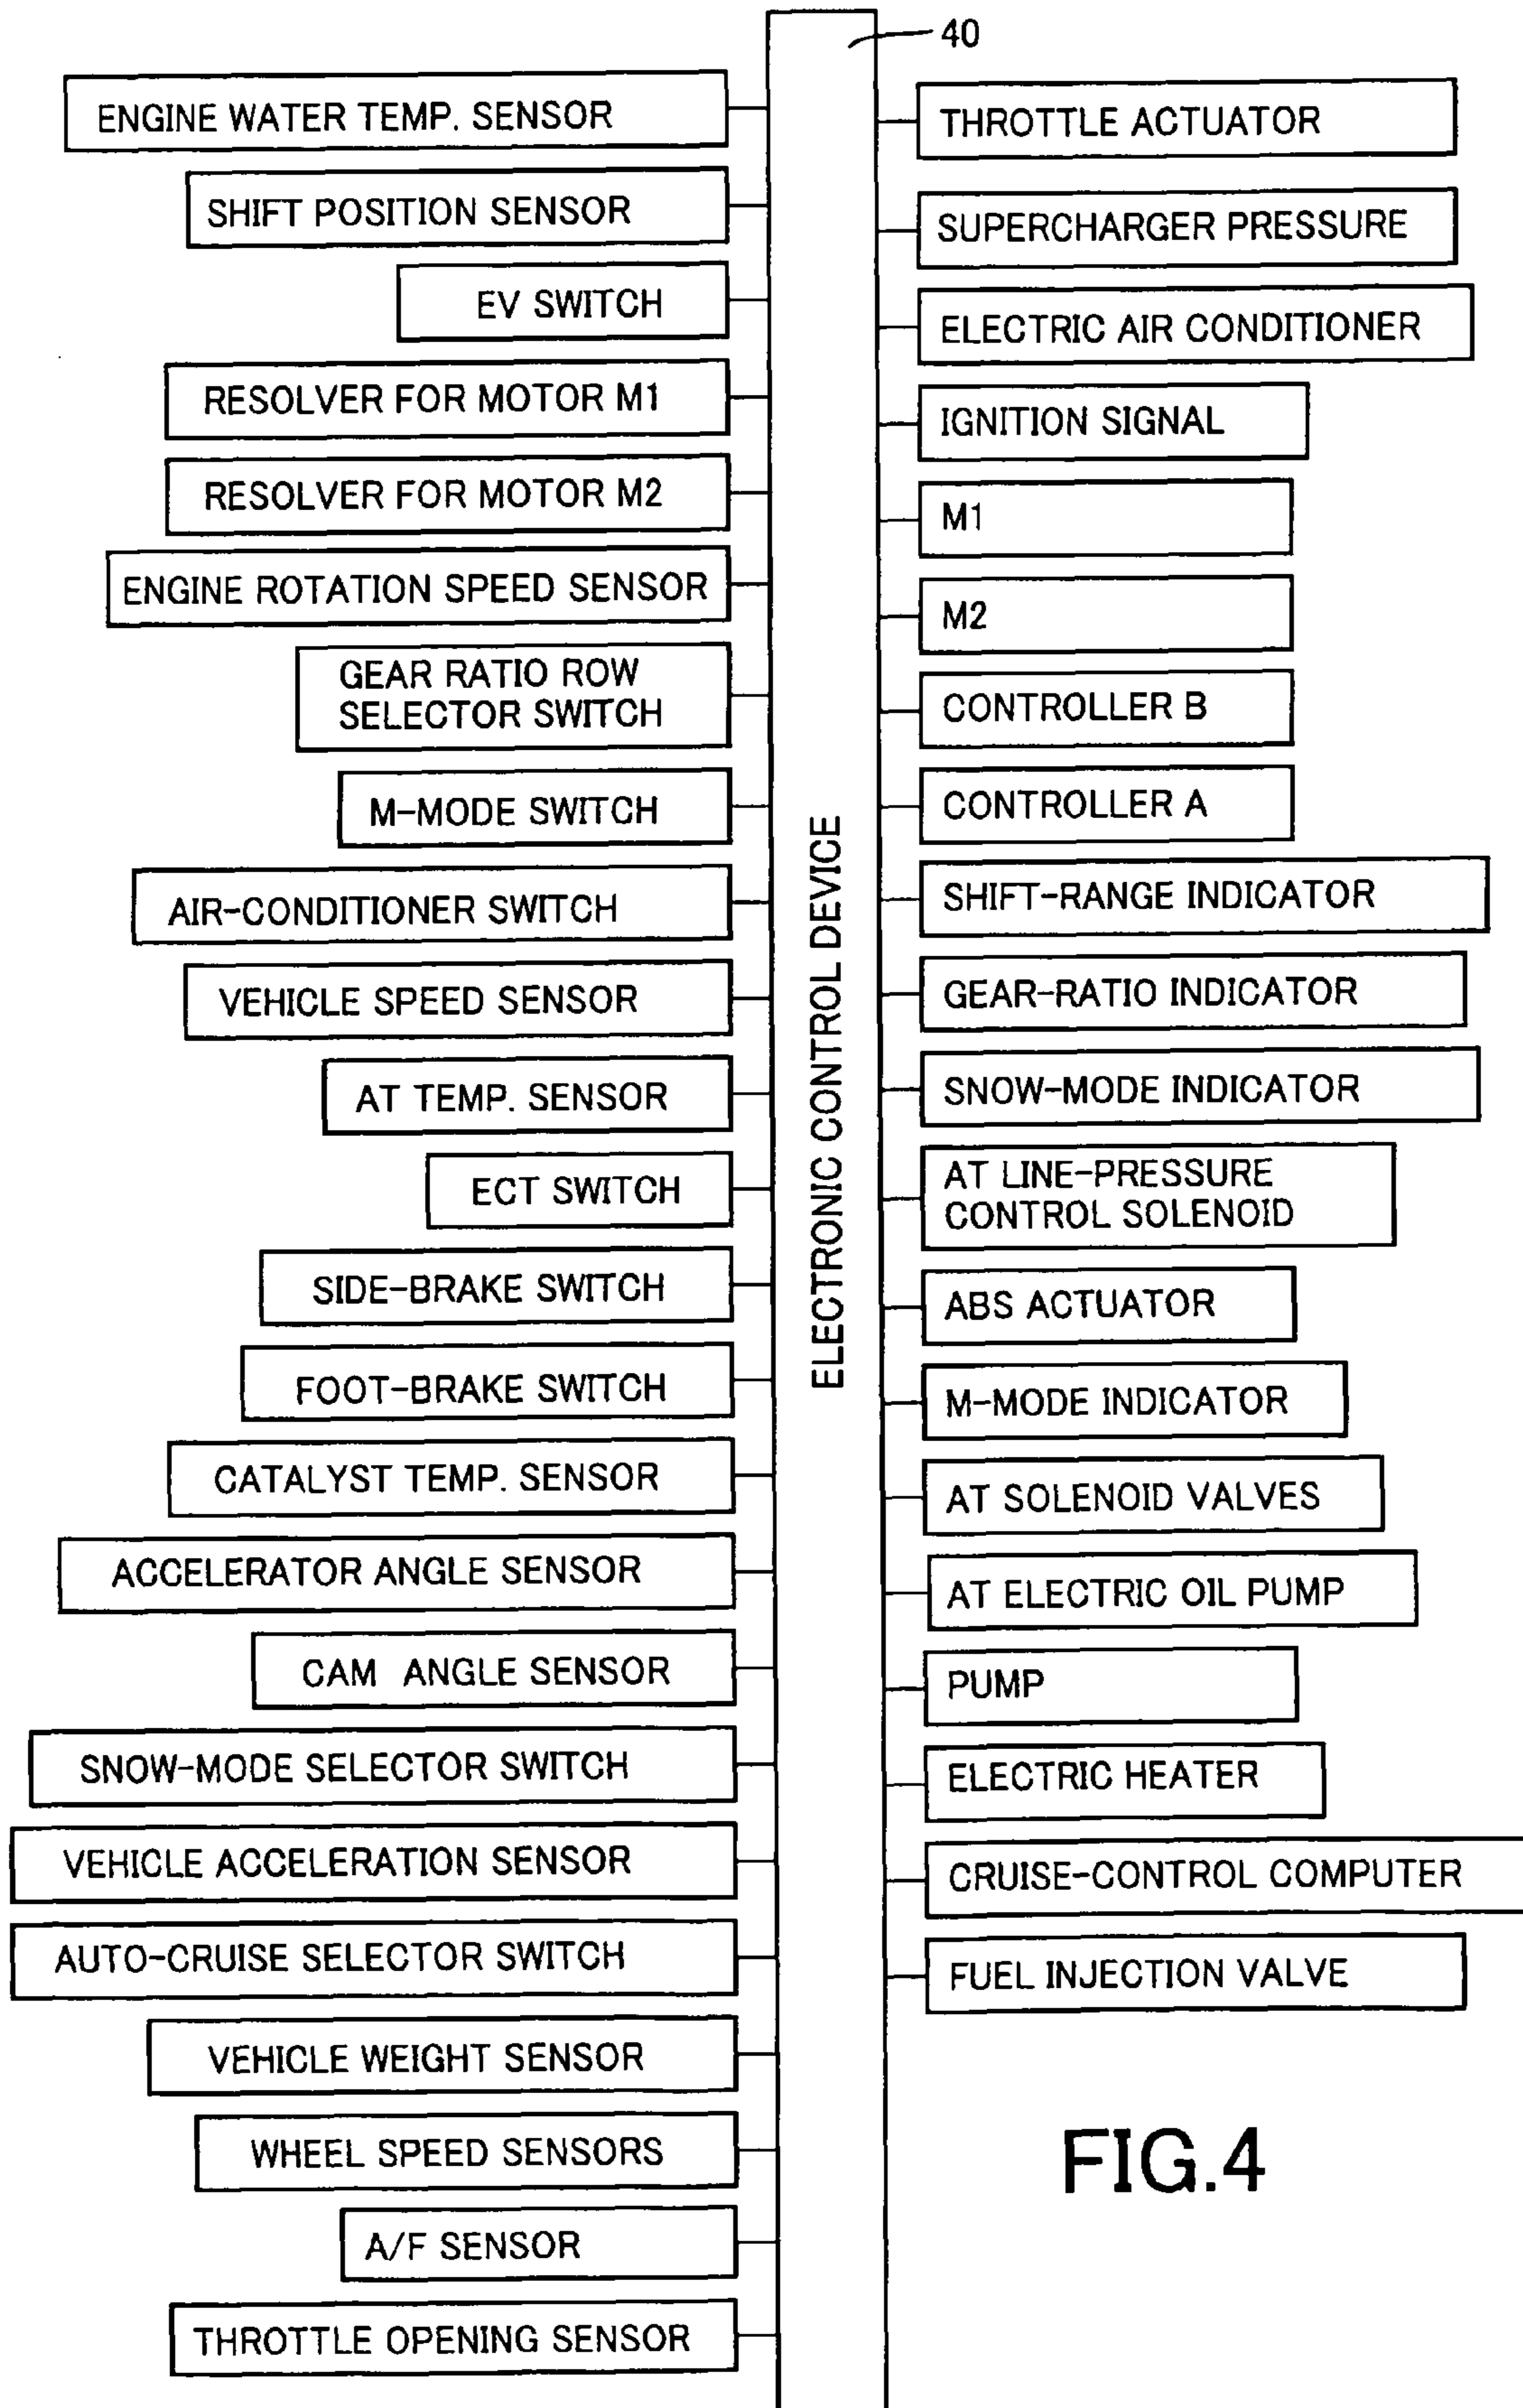 40
ENGINE WATER TEMP. SENSOR
SHIFT POSITION SENSOR
EV SWITCH
RESOLVER FOR MOTOR M1
RESOLVER FOR MOTOR M2
ENGINE ROTATION SPEED SENSOR
GEAR RATIO ROW
SELECTOR SWITCH
M-MODE SWITCH
AIR-CONDITIONER SWITCH
VEHICLE SPEED SENSOR
AT TEMP. SENSOR
ECT SWITCH
SIDE-BRAKE SWITCH
FOOT-BRAKE SWITCH
CATALYST TEMP. SENSOR
ACCELERATOR ANGLE SENSOR
CAM ANGLE SENSOR
SNOW-MODE SELECTOR SWITCH
VEHICLE ACCELERATION SENSOR
AUTO-CRUISE SELECTOR SWITCH
VEHICLE WEIGHT SENSOR
WHEEL SPEED SENSORS
A/F SENSOR
THROTTLE OPENING SENSOR
ELECTRONIC CONTROL DEVICE
THROTTLE ACTUATOR
SUPERCHARGER PRESSURE
ELECTRIC AIR CONDITIONER
IGNITION SIGNAL
M1
M2
CONTROLLER B
CONTROLLER A
SHIFT-RANGE INDICATOR
GEAR-RATIO INDICATOR
SNOW-MODE INDICATOR
AT LINE-PRESSURE
CONTROL SOLENOID
ABS ACTUATOR
M-MODE INDICATOR
AT SOLENOID VALVES
AT ELECTRIC OIL PUMP
PUMP
ELECTRIC HEATER
CRUISE-CONTROL COMPUTER
FUEL INJECTION VALVE
FIG.4